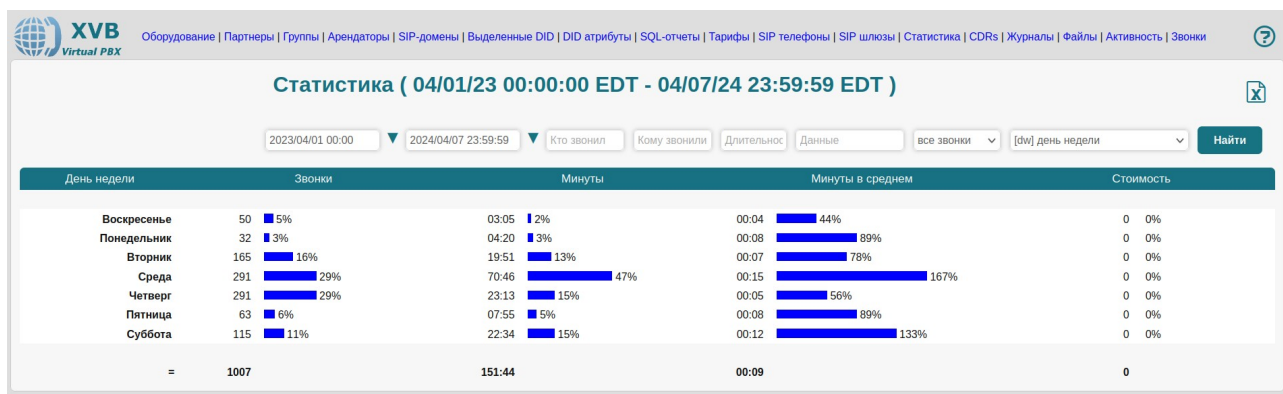 XVB
Virtual PBX
Оборудование | Партнеры | Группы | Арендаторы | SIP-домены | Выделенные DID | DID атрибуты | SQL-отчеты | Тарифы | SIP телефоны | SIP шлюзы | Статистика | CDRs | Журналы | Файлы | Активность | Звонки
?
Статистика ( 04/01/23 00:00:00 EDT - 04/07/24 23:59:59 EDT )
X
2023/04/01 00:00 ▼ 2024/04/07 23:59:59 ▼ Кто звонил Кому звонили Длительнос Данные все звонки [dw] день недели Найти
День недели Звонки Минуты Минуты в среднем Стоимость
Воскресенье 50 5% 03:05 2% 00:04 44% 0 0%
Понедельник 32 3% 04:20 3% 00:08 89% 0 0%
Вторник 165 16% 19:51 13% 00:07 78% 0 0%
Среда 291 29% 70:46 47% 00:15 167% 0 0%
Четверг 291 29% 23:13 15% 00:05 56% 0 0%
Пятница 63 6% 07:55 5% 00:08 89% 0 0%
Суббота 115 11% 22:34 15% 00:12 133% 0 0%
= 1007 151:44 00:09 0